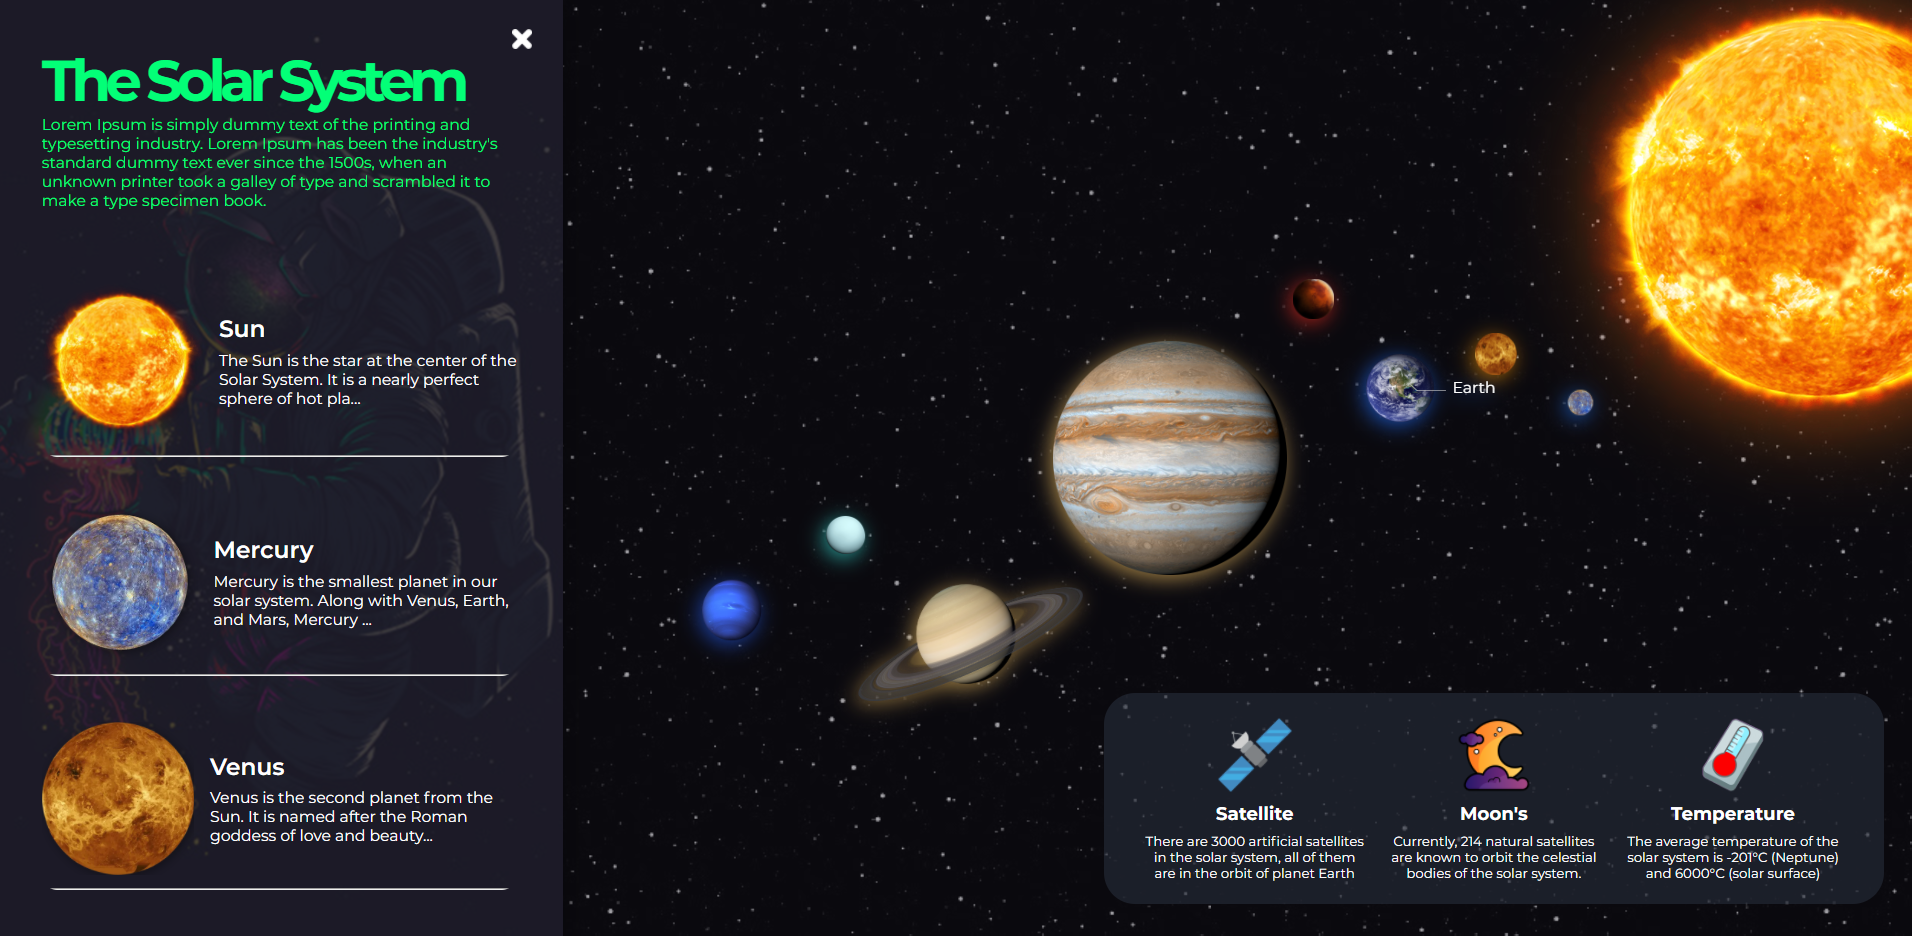 The Solar System
Lorem Ipsum is simply dummy text of the printing and
typesetting industry. Lorem Ipsum has been the industry's
standard dummy text ever since the 1500s, when an
unknown printer took a galley of type and scrambled it to
make a type specimen book.
Sun
The Sun is the star at the center of the
Solar System. It is a nearly perfect
sphere of hot pla...
Mercury
Mercury is the smallest planet in our
solar system. Along with Venus, Earth,
and Mars, Mercury ...
Venus
Venus is the second planet from the
Sun. It is named after the Roman
goddess of love and beauty...
Earth
Satellite
There are 3000 artificial satellites
in the solar system, all of them
are in the orbit of planet Earth
Moon's
Currently, 214 natural satellites
are known to orbit the celestial
bodies of the solar system.
Temperature
The average temperature of the
solar system is -201°C (Neptune)
and 6000°C (solar surface)